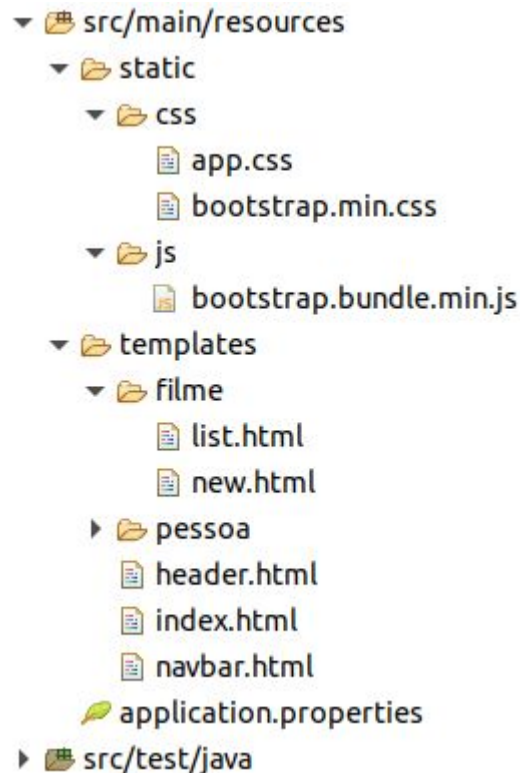 src/main/resources
static
css
app.css
bootstrap.min.css
js
bootstrap.bundle.min.js
templates
filme
list.html
new.html
pessoa
header.html
index.html
navbar.html
application.properties
src/test/java